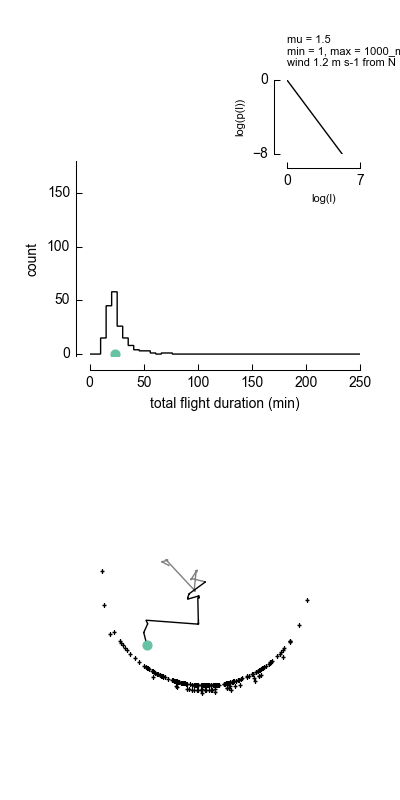 mu = 1.5
min = 1, max = 1000_m
wind 1.2 m s-1 from N
0
log(p(l))
−8
0 7
log(l)
150
100
50
0
count
0 50 100 150 200 250
total flight duration (min)